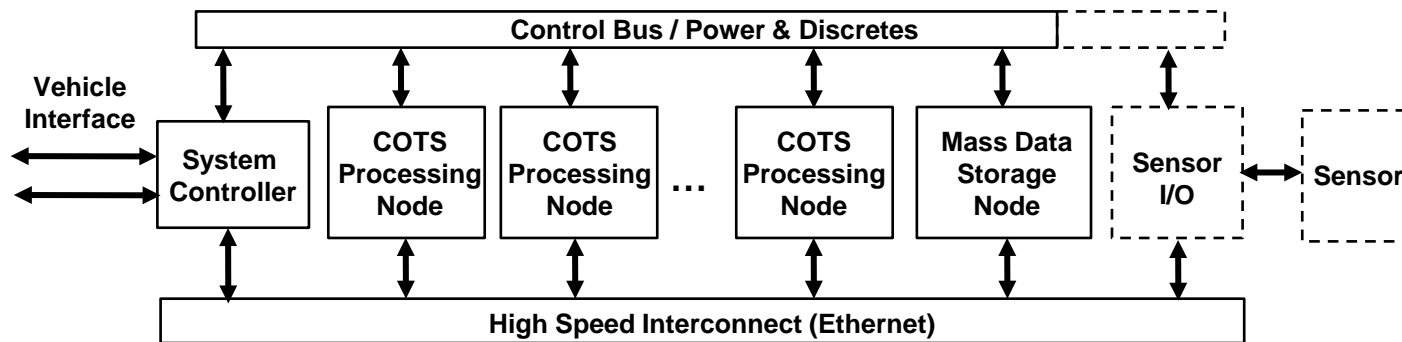 Control Bus / Power & Discretes
Vehicle
Interface
System
Controller
COTS
Processing
Node
COTS
Processing
Node
...
COTS
Processing
Node
Mass Data
Storage
Node
Sensor
I/O
Sensor
High Speed Interconnect (Ethernet)